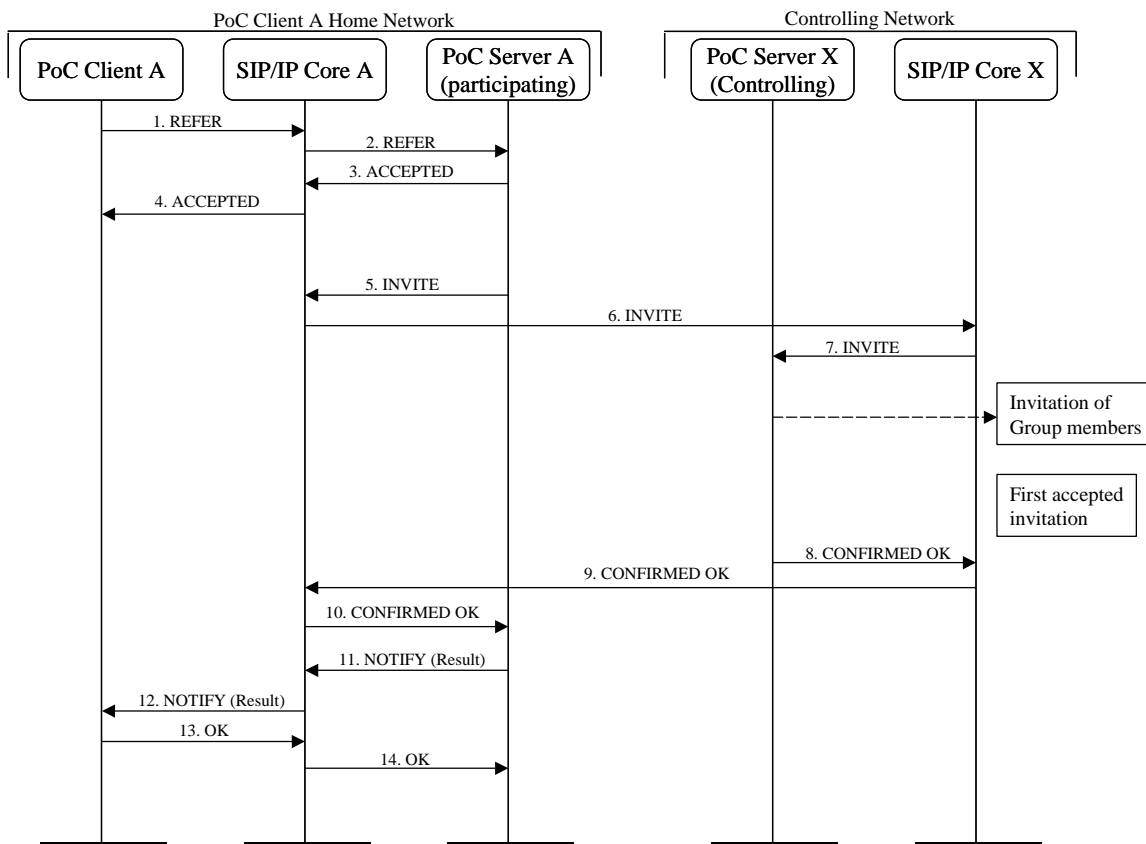 PoC Client A Home Network
Controlling Network
PoC Client A
SIP/IP Core A
PoC Server A
(participating)
PoC Server X
(Controlling)
SIP/IP Core X
1. REFER
2. REFER
3. ACCEPTED
4. ACCEPTED
5. INVITE
6. INVITE
7. INVITE
Invitation of
Group members
First accepted
invitation
8. CONFIRMED OK
9. CONFIRMED OK
10. CONFIRMED OK
11. NOTIFY (Result)
12. NOTIFY (Result)
13. OK
14. OK